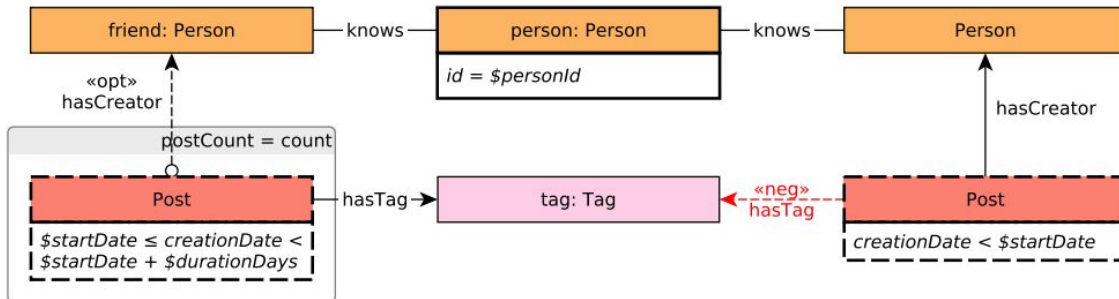 friend: Person
knows
person: Person
knows
Person
id = $personId
«opt»
hasCreator
hasCreator
postCount = count
Post
hasTag
tag: Tag
«neg»
hasTag
Post
$startDate ≤ creationDate <
$startDate + $durationDays
creationDate < $startDate